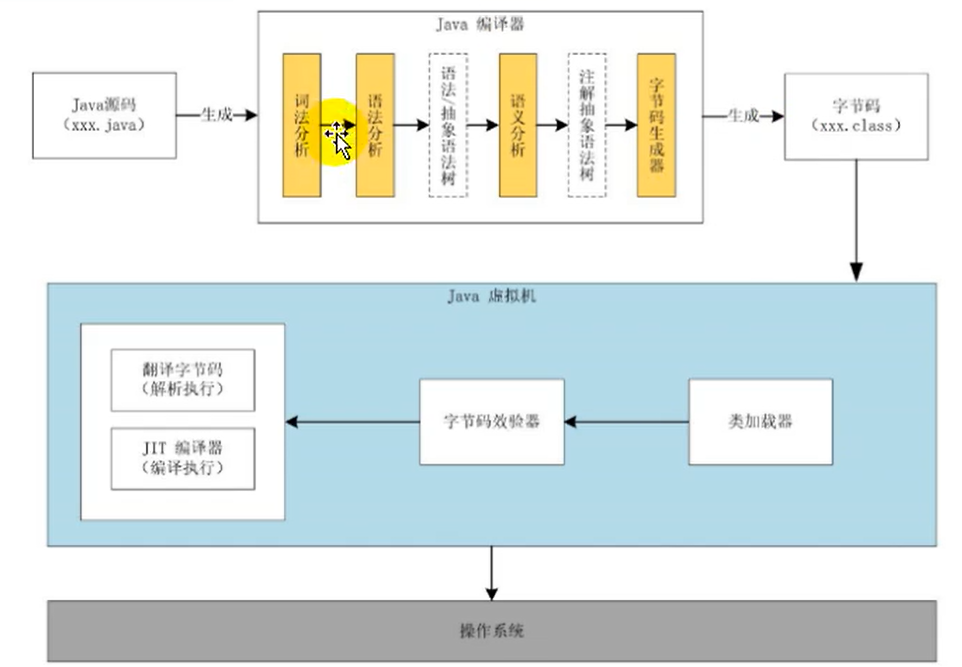 Java 编译器
Java源码
（xxx.java）
生成
词法分析
语法分析
语法/抽象语法树
语义分析
注解抽象语法树
字节码生成器
生成
字节码
（xxx.class）
Java 虚拟机
翻译字节码
（解析执行）
JIT 编译器
（编译执行）
字节码效验器
类加载器
操作系统